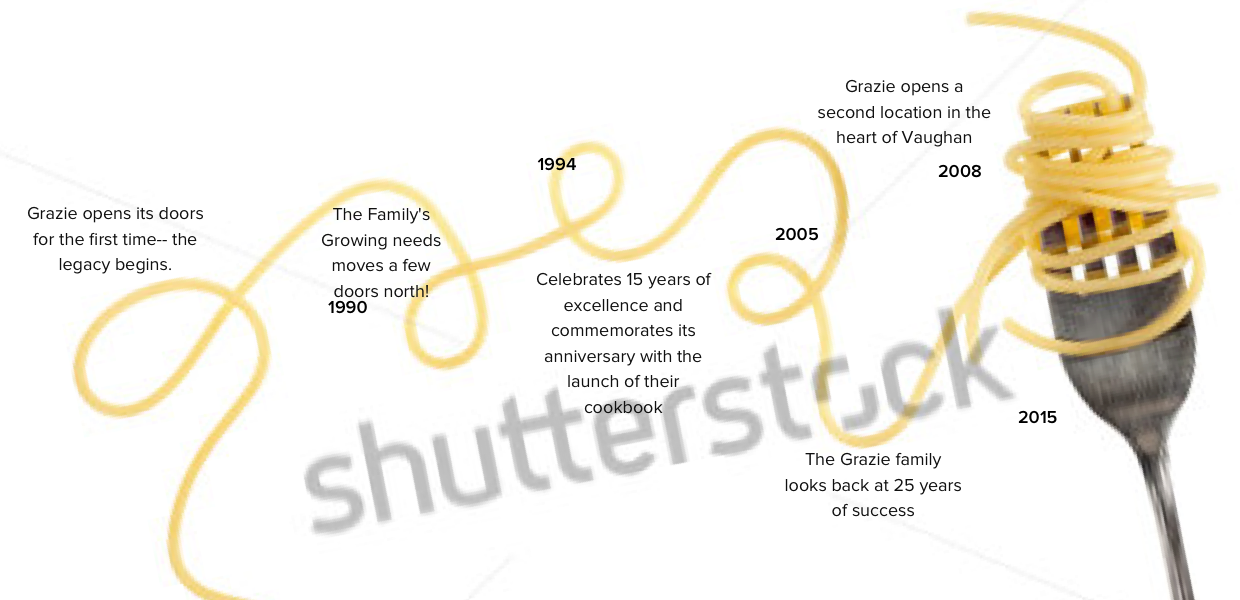 Grazie opens its doors
for the first time-- the
legacy begins.
The Family's
Growing needs
moves a few
doors north!
1990
1994
Celebrates 15 years of
excellence and
commemorates its
anniversary with the
launch of their
cookbook
2005
Grazie opens a
second location in the
heart of Vaughan
2008
2015
The Grazie family
looks back at 25 years
of success
shutterstock